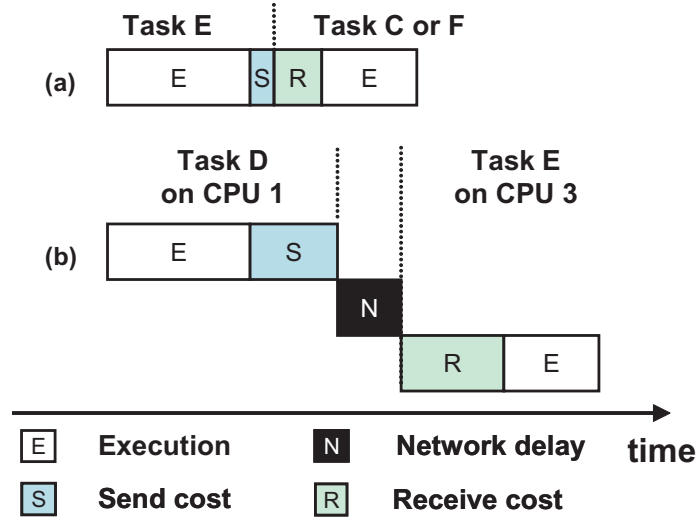 Task E Task C or F
(a) E S R E
Task D Task E
on CPU 1 on CPU 3
(b) E S
N
R E
time
E Execution N Network delay
S Send cost R Receive cost